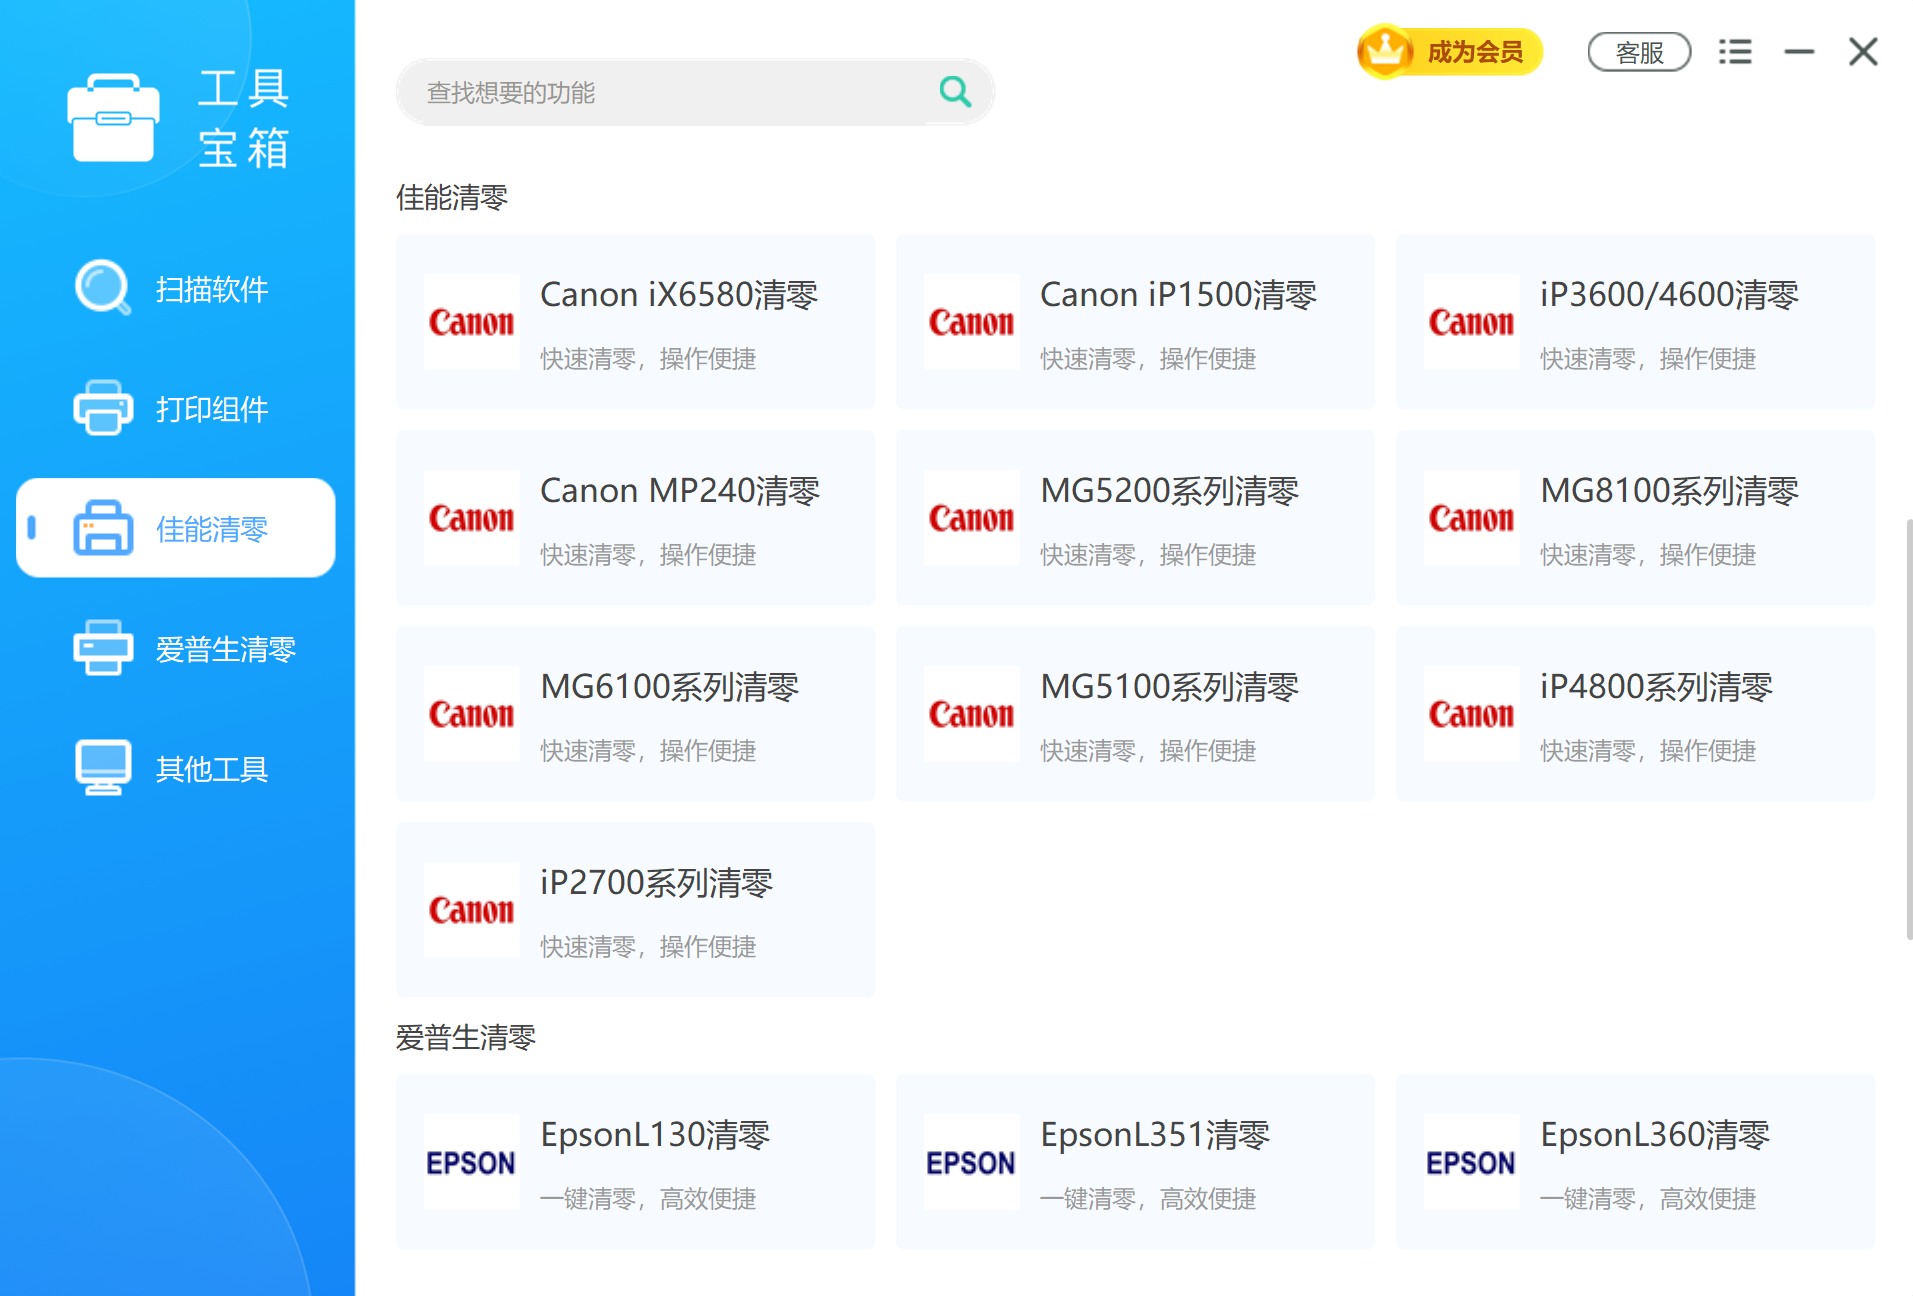 工具
宝箱
扫描软件
打印组件
佳能清零
爱普生清零
其他工具
查找想要的功能
成为会员
客服
佳能清零
Canon
Canon iX6580清零
快速清零，操作便捷
Canon
Canon iP1500清零
快速清零，操作便捷
Canon
iP3600/4600清零
快速清零，操作便捷
Canon
Canon MP240清零
快速清零，操作便捷
Canon
MG5200系列清零
快速清零，操作便捷
Canon
MG8100系列清零
快速清零，操作便捷
Canon
MG6100系列清零
快速清零，操作便捷
Canon
MG5100系列清零
快速清零，操作便捷
Canon
iP4800系列清零
快速清零，操作便捷
Canon
iP2700系列清零
快速清零，操作便捷
爱普生清零
EPSON
EpsonL130清零
一键清零，高效便捷
EPSON
EpsonL351清零
一键清零，高效便捷
EPSON
EpsonL360清零
一键清零，高效便捷